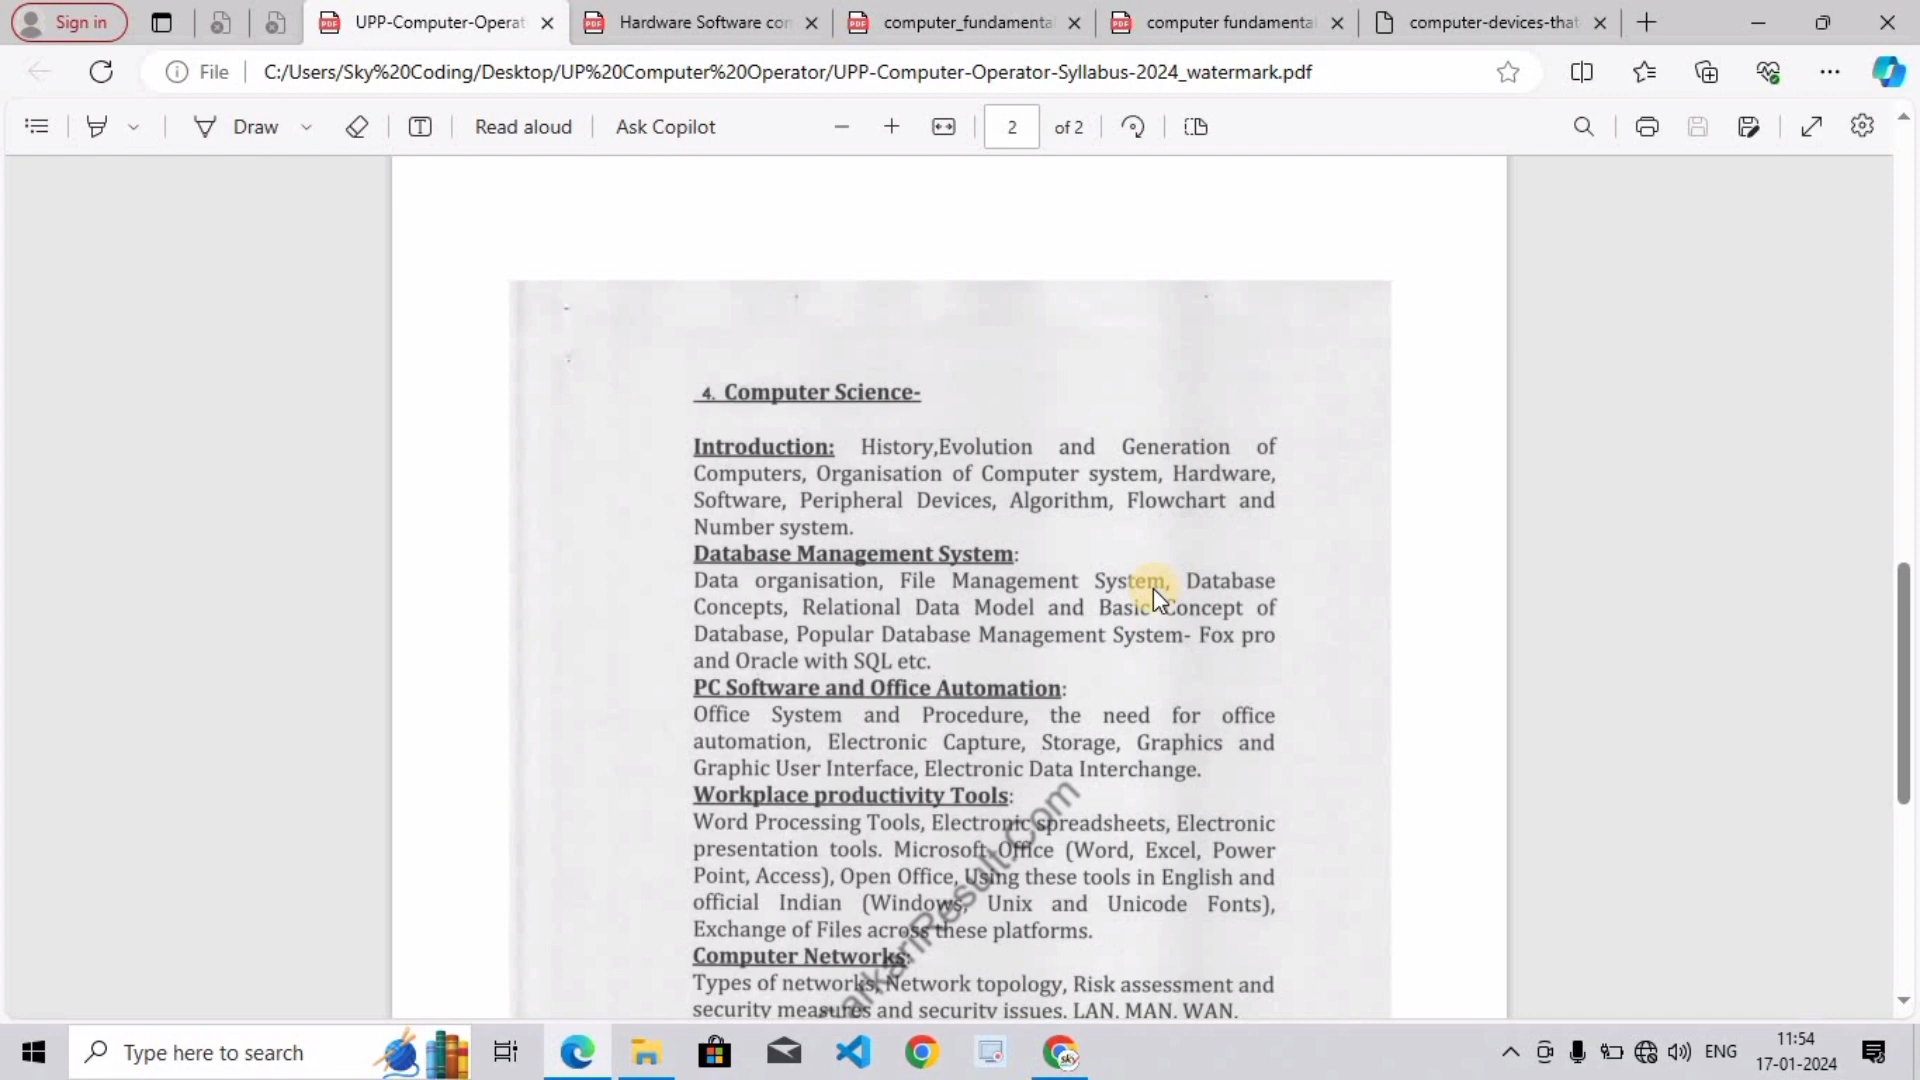 Sign in
UPP-Computer-Operat
Hardware Software con
computer_fundamenta
computer fundamental
computer-devices-that
File
C:/Users/Sky%20Coding/Desktop/UP%20Computer%20Operator/UPP-Computer-Operator-Syllabus-2024_watermark.pdf
Draw
Read aloud
Ask Copilot
2
of 2
4. Computer Science-
Introduction: History,Evolution and Generation of
Computers, Organisation of Computer system, Hardware,
Software, Peripheral Devices, Algorithm, Flowchart and
Number system.
Database Management System:
Data organisation, File Management System, Database
Concepts, Relational Data Model and Basic Concept of
Database, Popular Database Management System- Fox pro
and Oracle with SQL etc.
PC Software and Office Automation:
Office System and Procedure, the need for office
automation, Electronic Capture, Storage, Graphics and
Graphic User Interface, Electronic Data Interchange.
Workplace productivity Tools:
Word Processing Tools, Electronic spreadsheets, Electronic
presentation tools. Microsoft Office (Word, Excel, Power
Point, Access), Open Office, Using these tools in English and
official Indian (Windows, Unix and Unicode Fonts),
Exchange of Files across these platforms.
Computer Networks:
Types of networks, Network topology, Risk assessment and
security measures and security issues. LAN, MAN, WAN.
arkariResult.Com
Type here to search
sky
ENG
11:54
17-01-2024